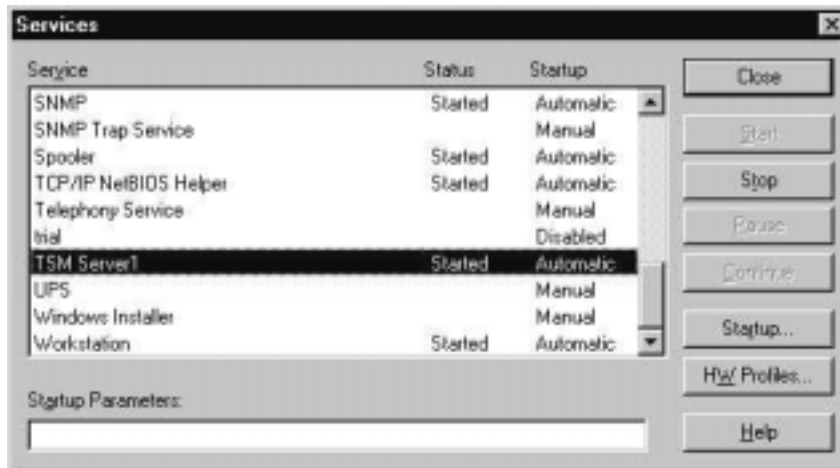 Services
Service Status Startup
SNMP Started Automatic
SNMP Trap Service Manual
Spooler Started Automatic
TCP/IP NetBIOS Helper Started Automatic
Telephony Service Manual
trial Disabled
TSM Server1 Started Automatic
UPS Manual
Windows Installer Manual
Workstation Started Automatic
Startup Parameters:
Close
Start
Stop
Pause
Continue
Startup...
HW Profiles...
Help